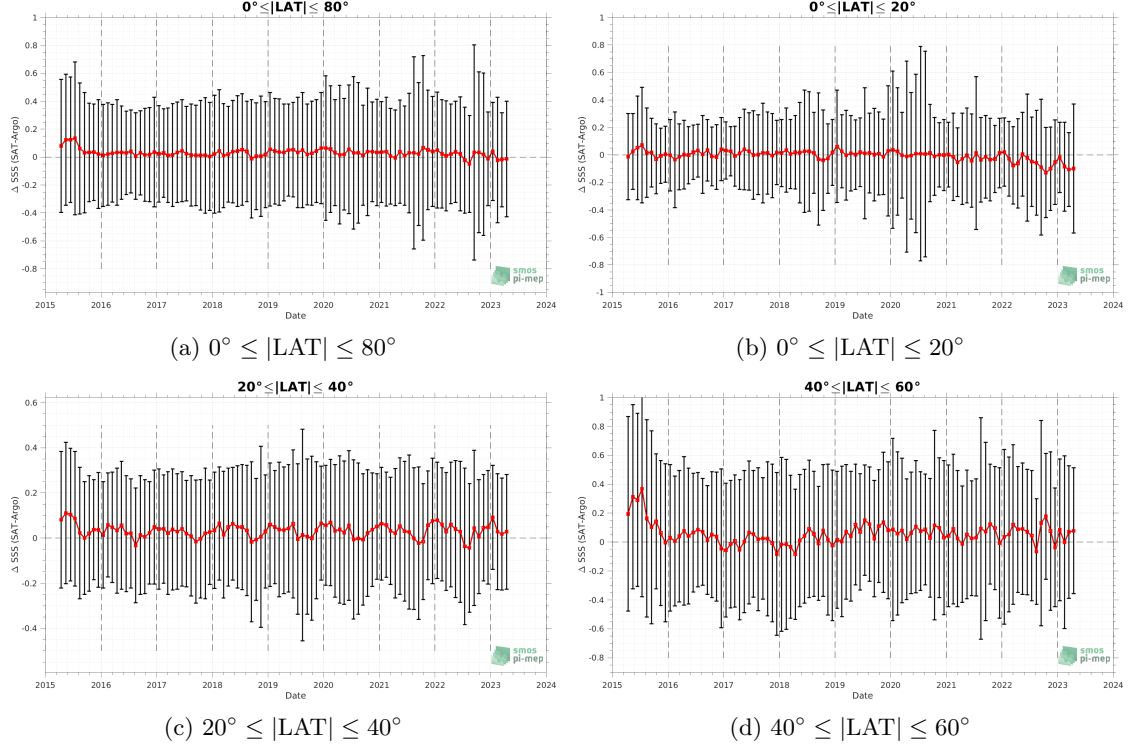 0°≤|LAT|≤ 80°
1
0.8
0.6
0.4
0.2
0
-0.2
-0.4
-0.6
-0.8
Δ SSS (SAT-Argo)
2015 2016 2017 2018 2019 2020 2021 2022 2023 2024
Date
smos
pi-mep
(a) 0° ≤ |LAT| ≤ 80°
0°≤|LAT|≤ 20°
1
0.8
0.6
0.4
0.2
0
-0.2
-0.4
-0.6
-0.8
-1
Δ SSS (SAT-Argo)
2015 2016 2017 2018 2019 2020 2021 2022 2023 2024
Date
smos
pi-mep
(b) 0° ≤ |LAT| ≤ 20°
20°≤|LAT|≤ 40°
0.6
0.4
0.2
0
-0.2
-0.4
Δ SSS (SAT-Argo)
2015 2016 2017 2018 2019 2020 2021 2022 2023 2024
Date
smos
pi-mep
(c) 20° ≤ |LAT| ≤ 40°
40°≤|LAT|≤ 60°
1
0.8
0.6
0.4
0.2
0
-0.2
-0.4
-0.6
-0.8
Δ SSS (SAT-Argo)
2015 2016 2017 2018 2019 2020 2021 2022 2023 2024
Date
smos
pi-mep
(d) 40° ≤ |LAT| ≤ 60°